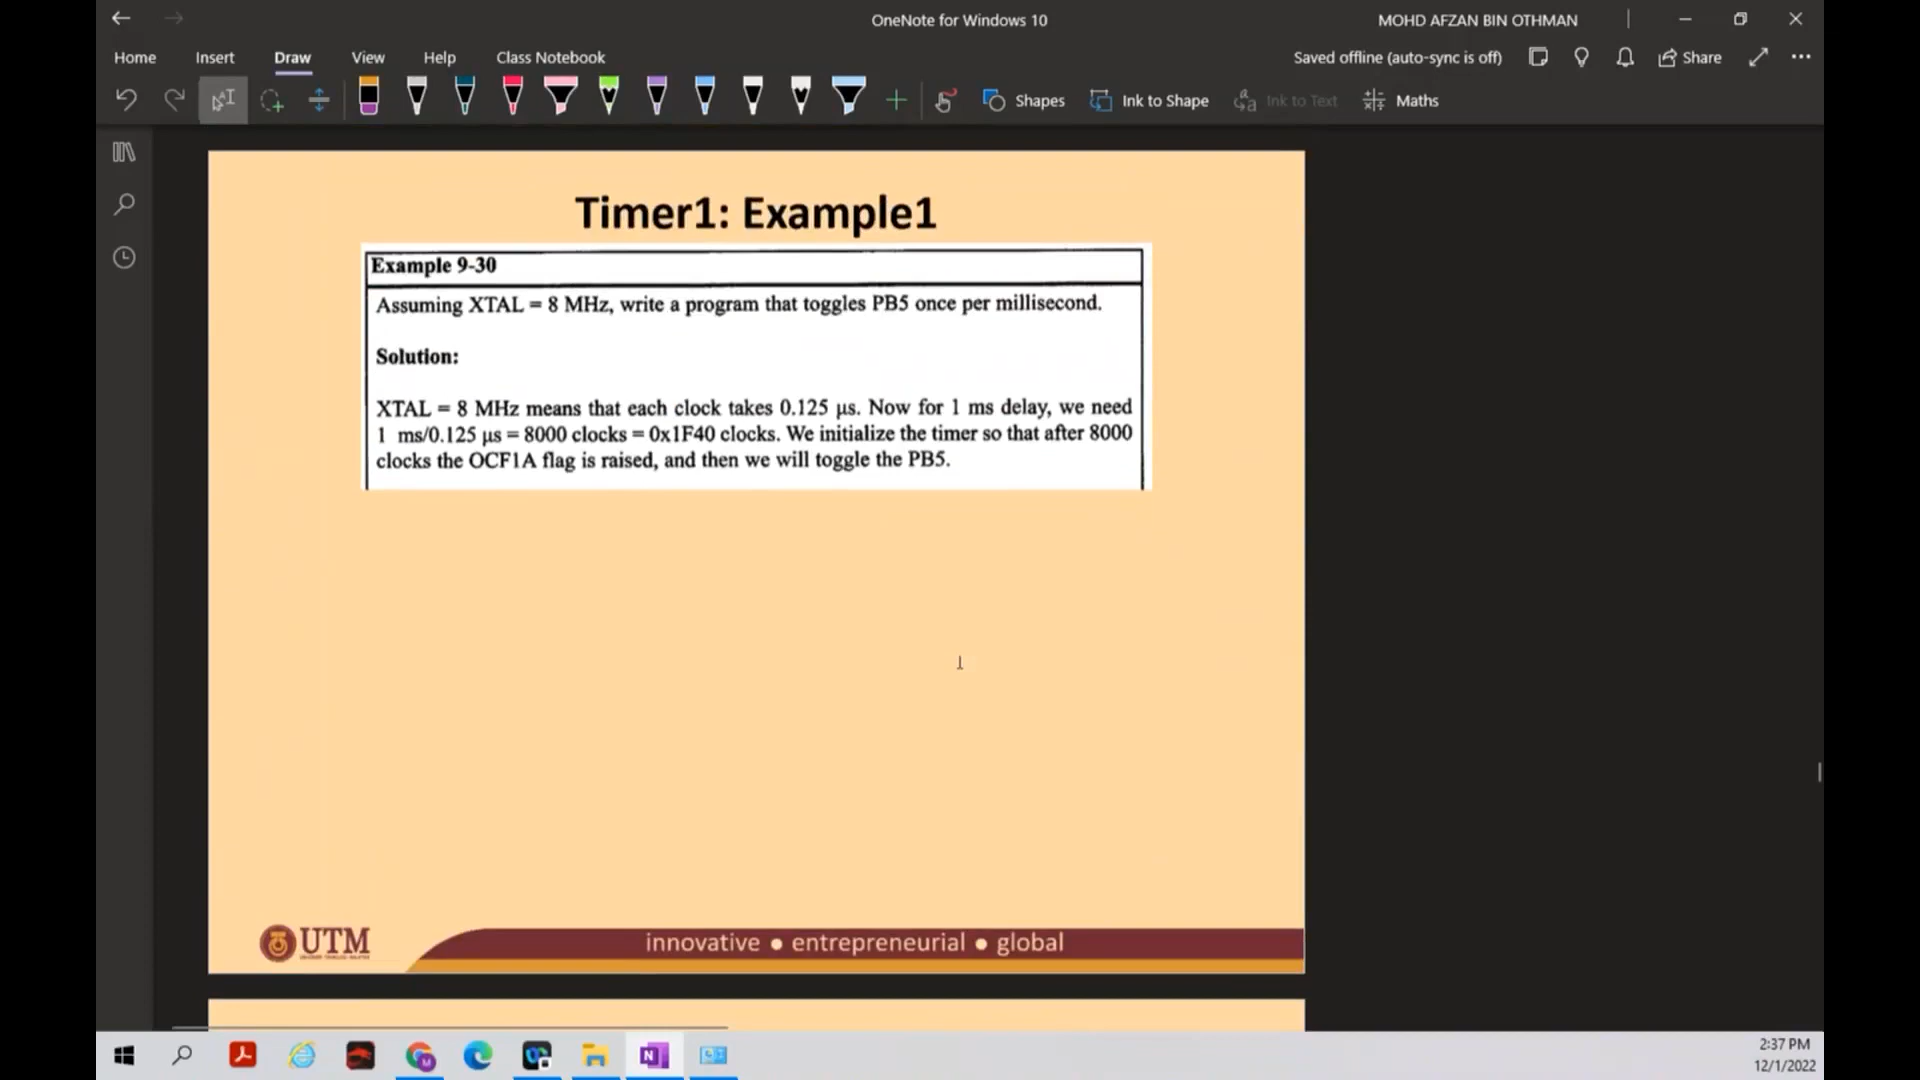 OneNote for Windows 10
MOHD AFZAN BIN OTHMAN
Home Insert Draw View Help Class Notebook
Saved offline (auto-sync is off)
Share
Shapes
Ink to Shape
Ink to Text
Maths
Timer1: Example1
Example 9-30
Assuming XTAL = 8 MHz, write a program that toggles PB5 once per millisecond.
Solution:
XTAL = 8 MHz means that each clock takes 0.125 µs. Now for 1 ms delay, we need
1 ms/0.125 µs = 8000 clocks = 0x1F40 clocks. We initialize the timer so that after 8000
clocks the OCF1A flag is raised, and then we will toggle the PB5.
UTM
innovative ● entrepreneurial ● global
2:37 PM
12/1/2022